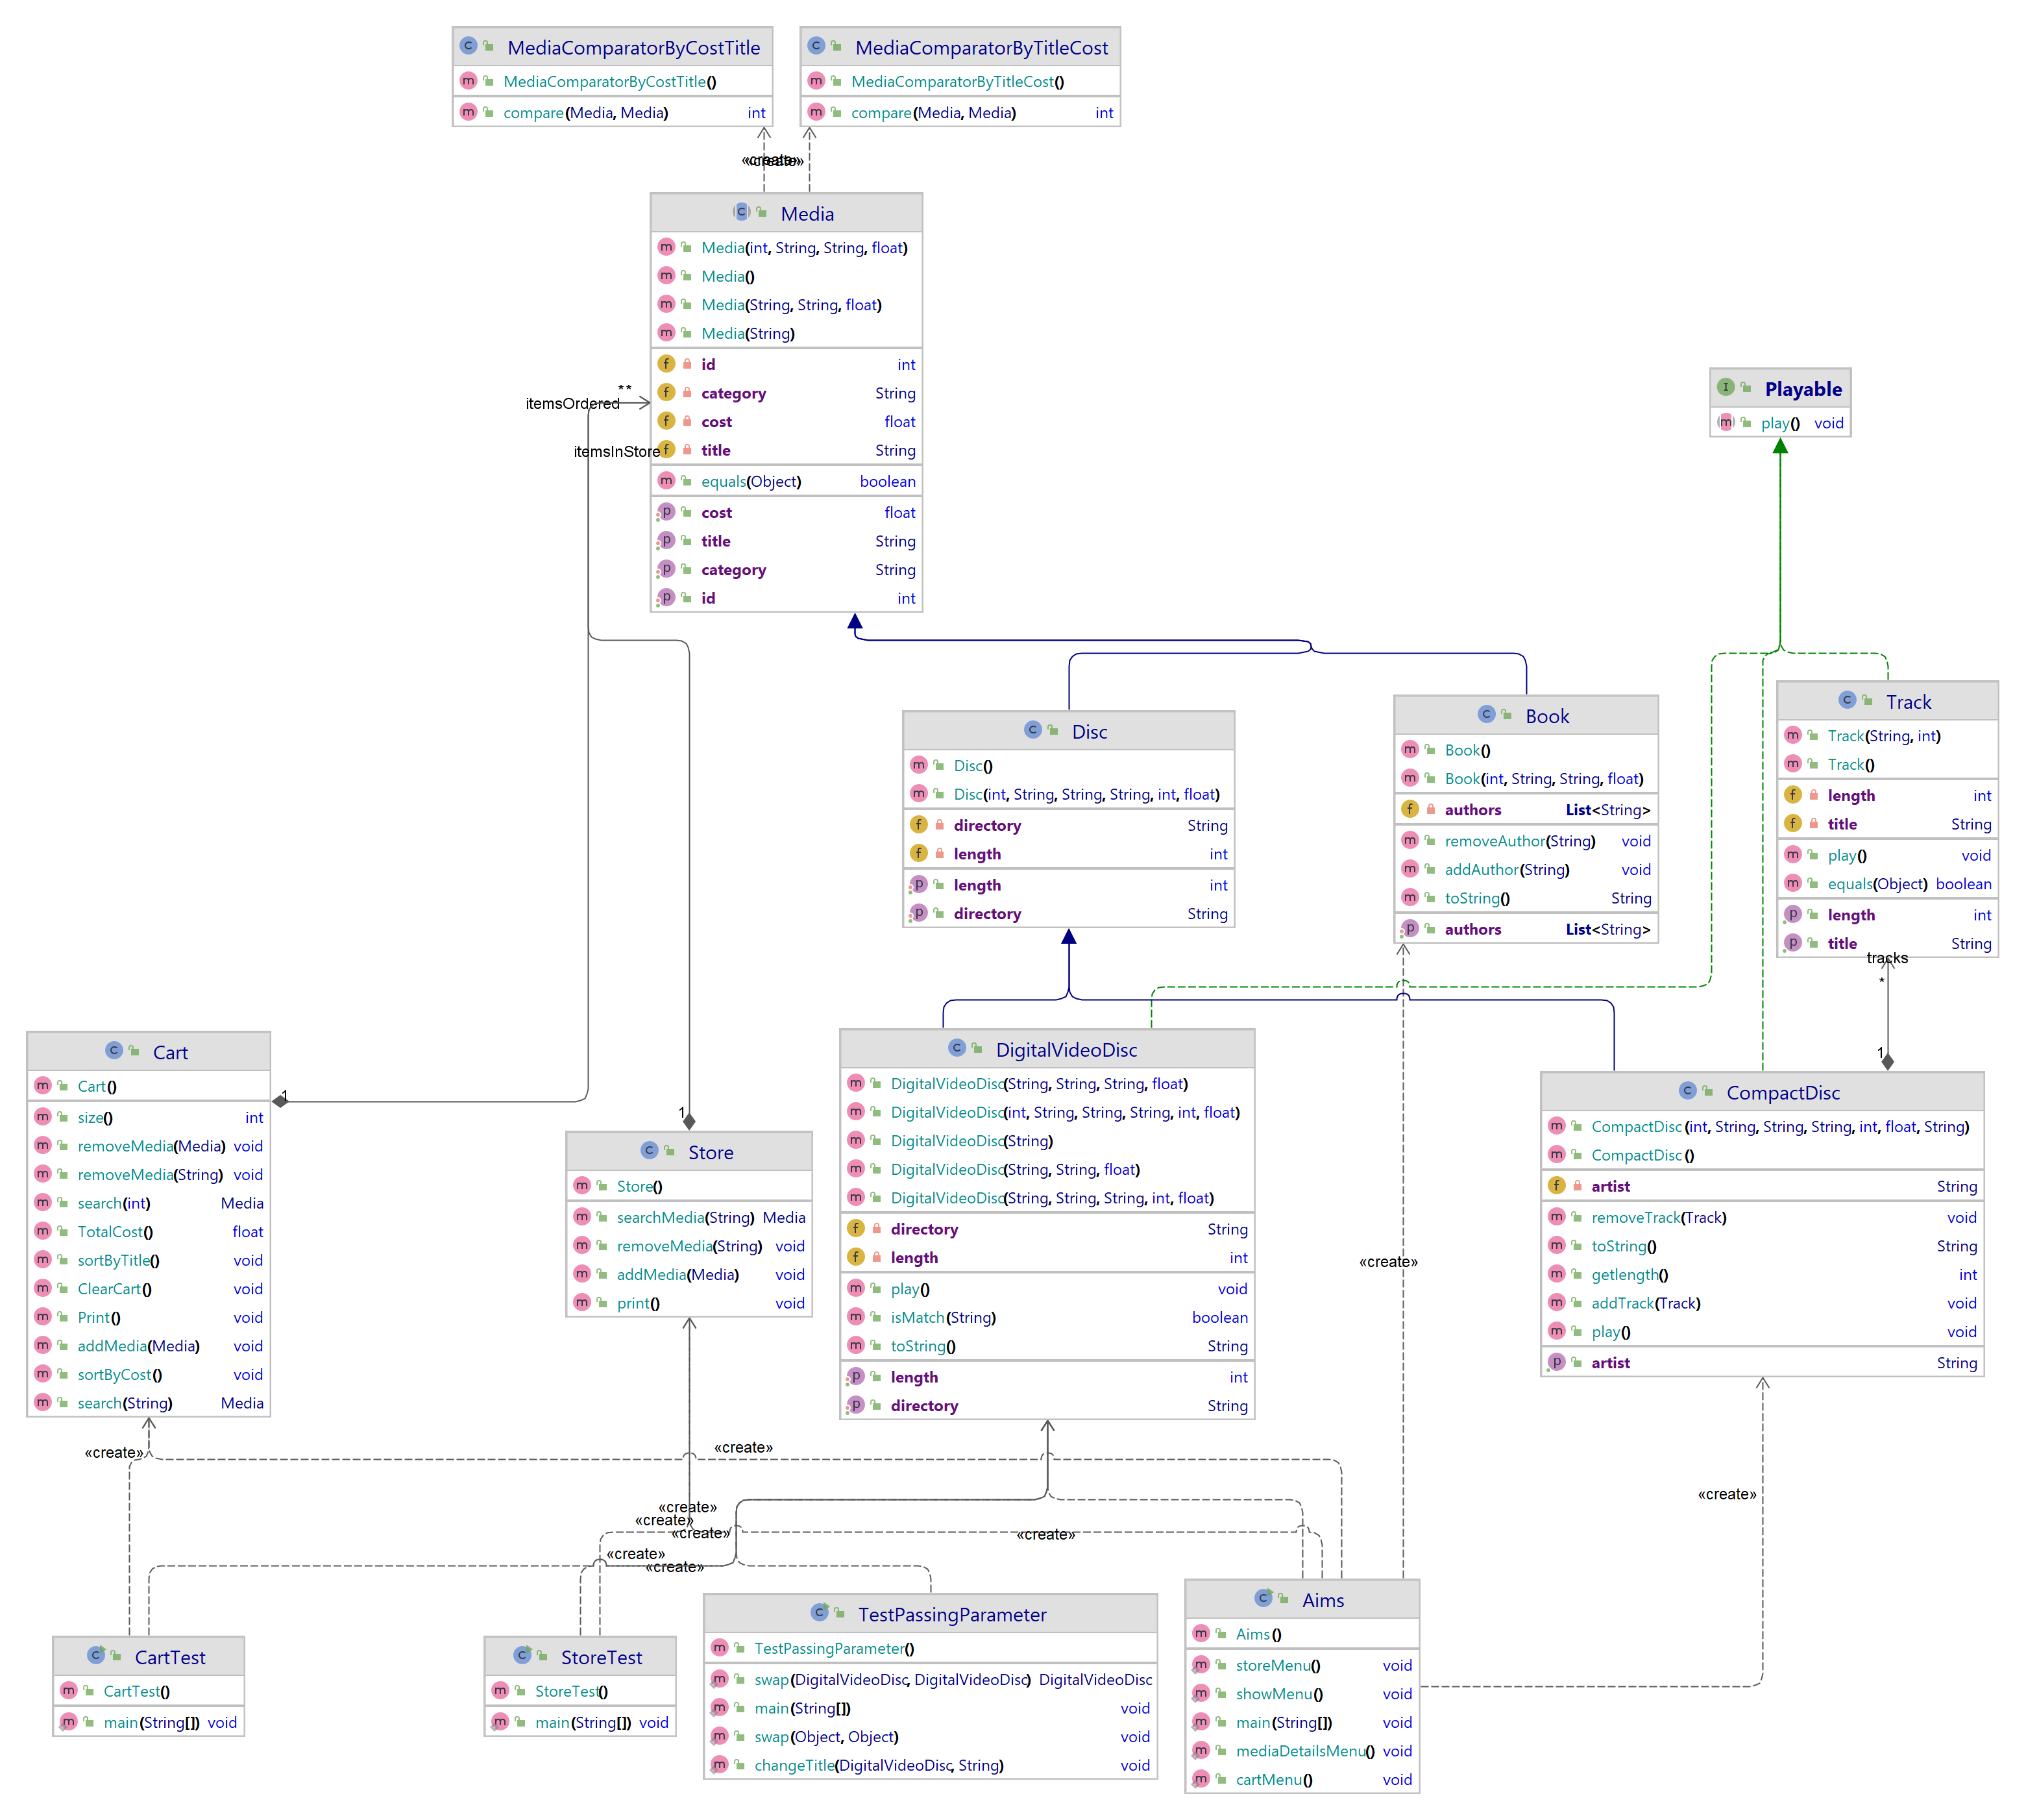 MediaComparatorByCostTitle
MediaComparatorByCostTitle()
compare(Media, Media) int
MediaComparatorByTitleCost
MediaComparatorByTitleCost()
compare(Media, Media) int
«create»
«create»
Media
Media(int, String, String, float)
Media()
Media(String, String, float)
Media(String)
id int
category String
cost float
title String
equals(Object) boolean
cost float
title String
category String
id int
**
itemsOrdered
itemsInStore
Playable
play() void
Disc
Disc()
Disc(int, String, String, String, int, float)
directory String
length int
length int
directory String
Book
Book()
Book(int, String, String, float)
authors List<String>
removeAuthor(String) void
addAuthor(String) void
toString() String
authors List<String>
Track
Track(String, int)
Track()
length int
title String
play() void
equals(Object) boolean
length int
title String
tracks
*
1
Cart
Cart()
size() int
removeMedia(Media) void
removeMedia(String) void
search(int) Media
TotalCost() float
sortByTitle() void
ClearCart() void
Print() void
addMedia(Media) void
sortByCost() void
search(String) Media
1
1
Store
Store()
searchMedia(String) Media
removeMedia(String) void
addMedia(Media) void
print() void
DigitalVideoDisc
DigitalVideoDisc(String, String, String, float)
DigitalVideoDisc(int, String, String, String, int, float)
DigitalVideoDisc(String)
DigitalVideoDisc(String, String, float)
DigitalVideoDisc(String, String, String, int, float)
directory String
length int
play() void
isMatch(String) boolean
toString() String
length int
directory String
CompactDisc
CompactDisc(int, String, String, String, int, float, String)
CompactDisc()
artist String
removeTrack(Track) void
toString() String
getlength() int
addTrack(Track) void
play() void
artist String
«create»
«create»
«create»
«create»
«create»
«create»
«create»
«create»
«create»
«create»
CartTest
CartTest()
main(String[]) void
StoreTest
StoreTest()
main(String[]) void
TestPassingParameter
TestPassingParameter()
swap(DigitalVideoDisc, DigitalVideoDisc) DigitalVideoDisc
main(String[]) void
swap(Object, Object) void
changeTitle(DigitalVideoDisc, String) void
Aims
Aims()
storeMenu() void
showMenu() void
main(String[]) void
mediaDetailsMenu() void
cartMenu() void